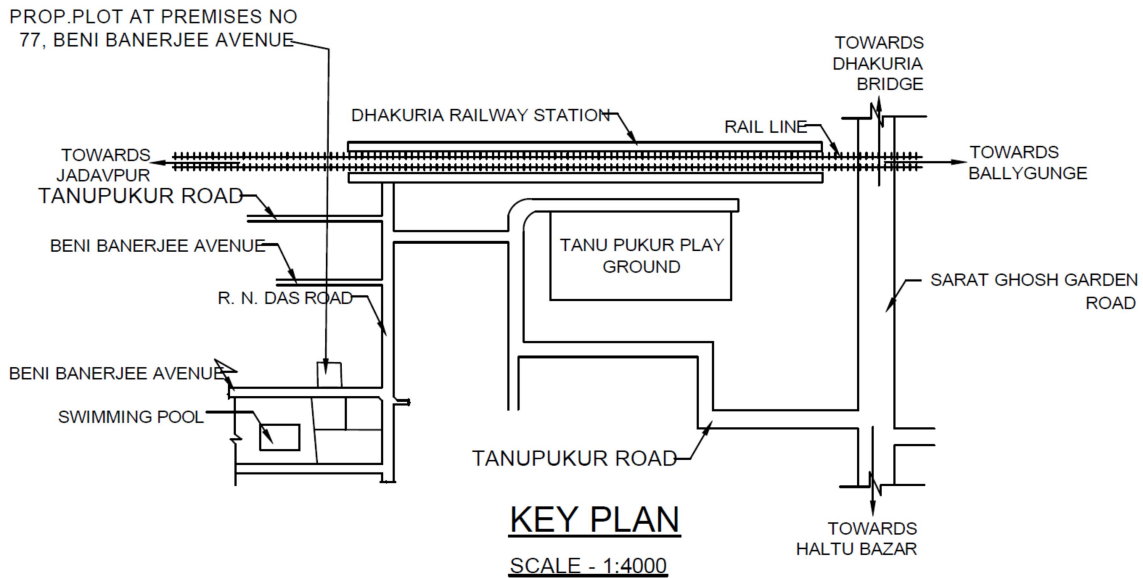 PROP.PLOT AT PREMISES NO
77, BENI BANERJEE AVENUE
TOWARDS
DHAKURIA
BRIDGE
DHAKURIA RAILWAY STATION
RAIL LINE
TOWARDS
JADAVPUR
TOWARDS
BALLYGUNGE
TANUPUKUR ROAD
BENI BANERJEE AVENUE
TANU PUKUR PLAY
GROUND
R. N. DAS ROAD
SARAT GHOSH GARDEN
ROAD
BENI BANERJEE AVENUE
SWIMMING POOL
TANUPUKUR ROAD
TOWARDS
HALTU BAZAR
KEY PLAN
SCALE - 1:4000